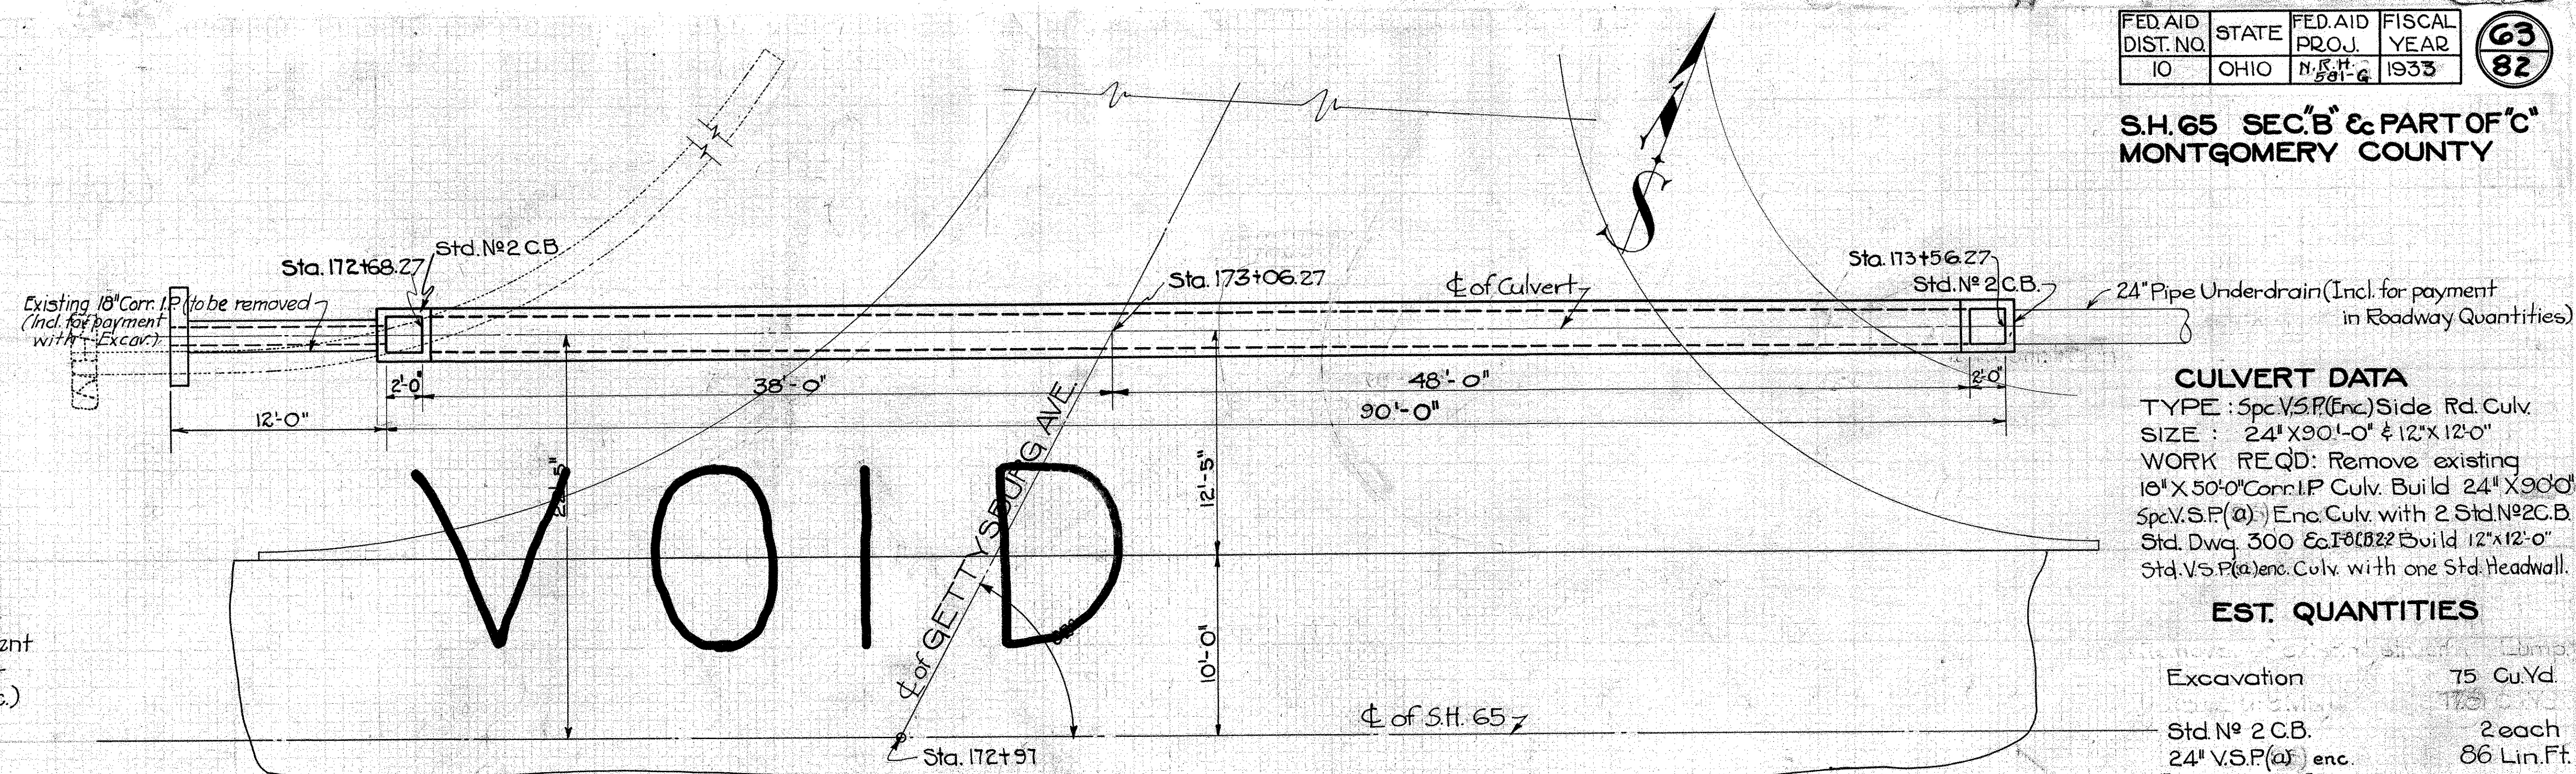 FED. AID DIST. NO. STATE FED. AID PROJ. FISCAL YEAR
10 OHIO N.R.H. 581-G 1933
63
82
S.H. 65 SEC. "B" & PART OF "C"
MONTGOMERY COUNTY
Std. Nº 2 C.B.
Sta. 172+68.27
Existing 18" Corr. I.P. (to be removed
(Incl. for payment
with Excav.)
Sta. 173+06.27
℄ of Culvert
Sta. 173+56.27
Std. Nº 2 C.B.
24" Pipe Underdrain (Incl. for payment
in Roadway Quantities)
S
2'-0"
38'-0"
48'-0"
2'-0"
12'-0"
90'-0"
12'-5"
10'-0"
VOID
℄ of GETTYSBURG AVE.
℄ of S.H. 65
Sta. 172+97
CULVERT DATA
TYPE : Spc. V.S.P. (Enc.) Side Rd. Culv.
SIZE : 24" X 90'-0" & 12" X 12'-0"
WORK REQ'D: Remove existing
18" X 50'-0" Corr. I.P. Culv. Build 24" X 90'-0"
Spc. V.S.P. (a) Enc. Culv. with 2 Std. Nº 2 C.B.
Std. Dwg. 300 & Build 12" x 12'-0"
Std. V.S.P. (a) enc. Culv. with one Std. Headwall.
EST. QUANTITIES
Excavation 75 Cu. Yd.
Std. Nº 2 C.B. 2 each
24" V.S.P. (a) enc. 86 Lin. Ft.